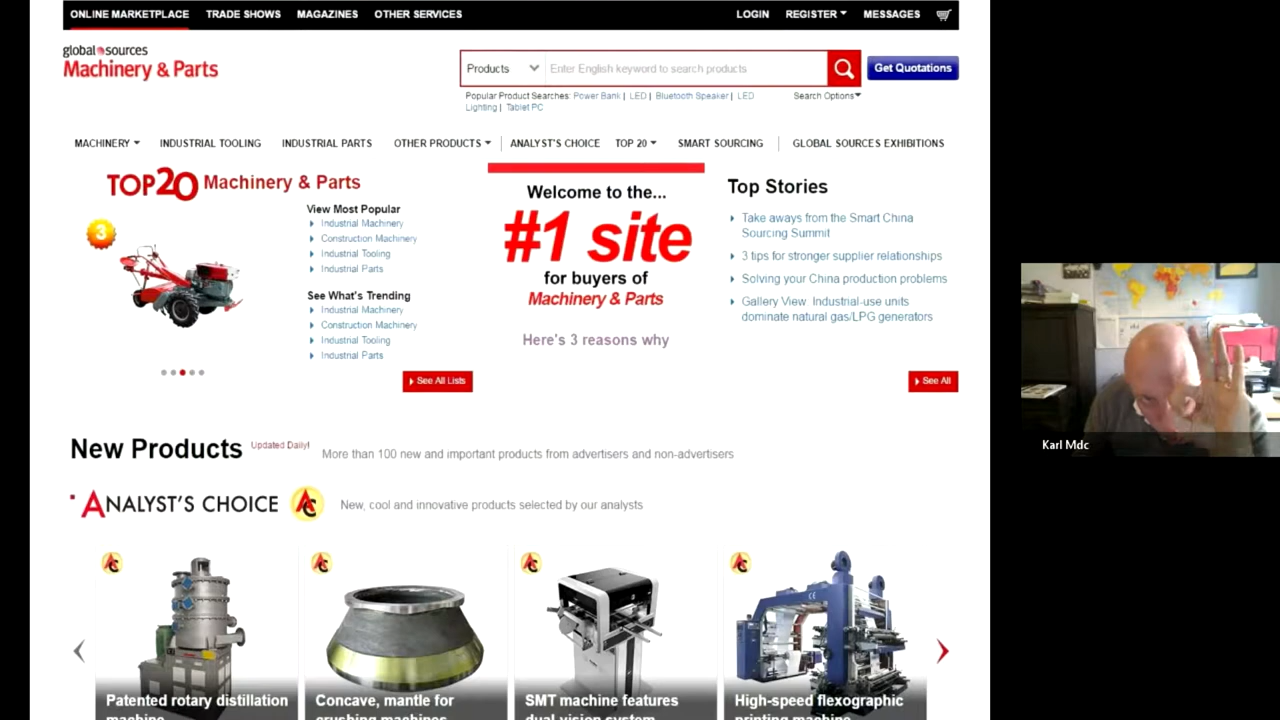 ONLINE MARKETPLACE TRADE SHOWS MAGAZINES OTHER SERVICES LOGIN REGISTER MESSAGES
global sources
Machinery & Parts
Products Enter English keyword to search products Get Quotations
Popular Product Searches: Power Bank | LED | Bluetooth Speaker | LED Search Options
Lighting | Tablet PC
MACHINERY INDUSTRIAL TOOLING INDUSTRIAL PARTS OTHER PRODUCTS ANALYST'S CHOICE TOP 20 SMART SOURCING GLOBAL SOURCES EXHIBITIONS
TOP20 Machinery & Parts
3
View Most Popular
Industrial Machinery
Construction Machinery
Industrial Tooling
Industrial Parts
See What's Trending
Industrial Machinery
Construction Machinery
Industrial Tooling
Industrial Parts
See All Lists
Welcome to the...
#1 site
for buyers of
Machinery & Parts
Here's 3 reasons why
Top Stories
Take aways from the Smart China
Sourcing Summit
3 tips for stronger supplier relationships
Solving your China production problems
Gallery View Industrial-use units
dominate natural gas/LPG generators
See All
Karl Mdc
New Products Updated Daily! More than 100 new and important products from advertisers and non-advertisers
ANALYST'S CHOICE AC New, cool and innovative products selected by our analysts
AC AC AC AC
CE
Patented rotary distillation
machine
Concave, mantle for
crushing machines
SMT machine features
dual vision system
High-speed flexographic
printing machine